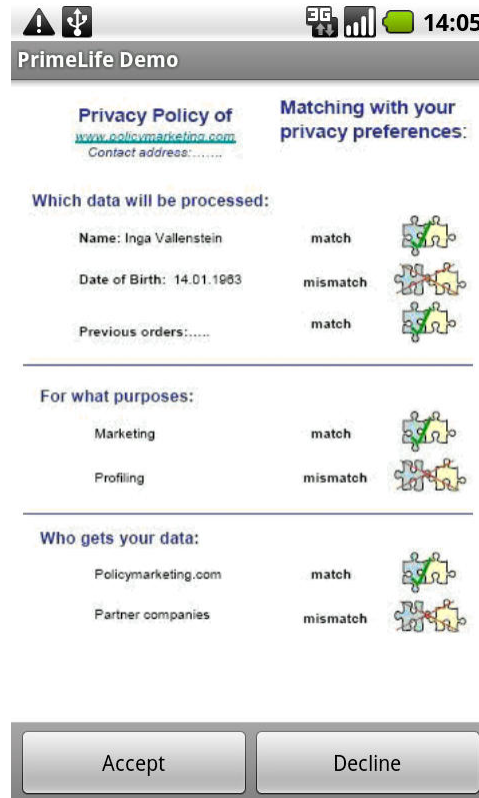 3G 14:05
PrimeLife Demo
Privacy Policy of
www.policymarketing.com
Contact address:.......
Matching with your
privacy preferences:
Which data will be processed:
Name: Inga Vallenstein match
Date of Birth: 14.01.1963 mismatch
Previous orders:..... match
For what purposes:
Marketing match
Profiling mismatch
Who gets your data:
Policymarketing.com match
Partner companies mismatch
Accept Decline